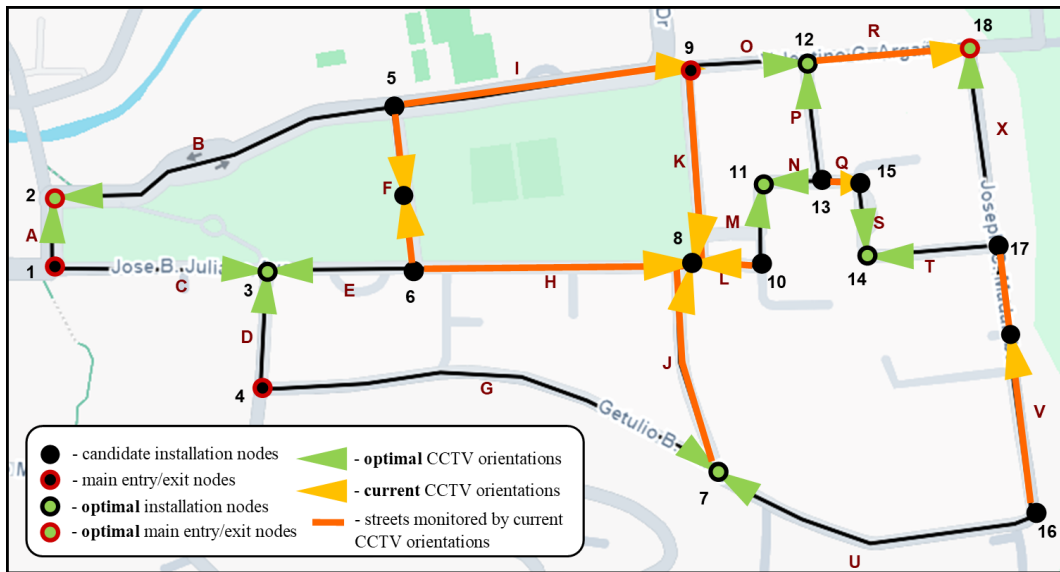 Dr
18
R
12
9
O
I
5
P
B
X
K
11
N
Q
15
2
F
13
M
S
A
8
17
1
Jose B. Julia
3
E
6
H
L
10
14
T
C
D
J
4
G
V
Getulio B.
7
16
U
- candidate installation nodes
- main entry/exit nodes
- optimal installation nodes
- optimal main entry/exit nodes
- optimal CCTV orientations
- current CCTV orientations
- streets monitored by current
CCTV orientations